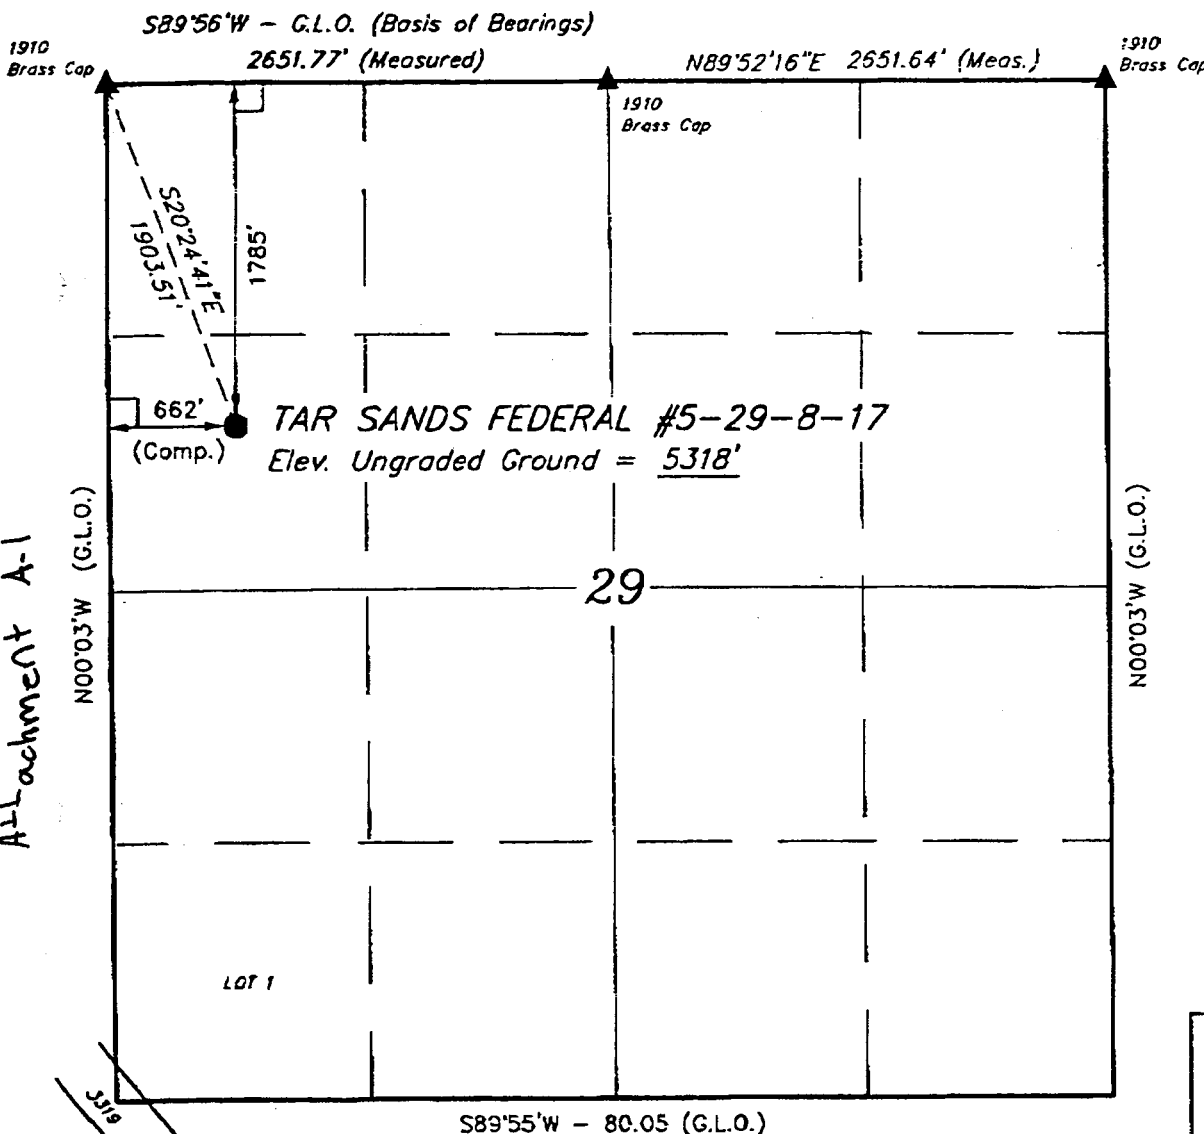 S89°56'W - G.L.O. (Basis of Bearings)
1910
Brass Cap
2651.77' (Measured)
N89°52'16"E 2651.64' (Meas.)
1910
Brass Cap
1910
Brass Cap
S20°24'41"E
1903.51'
1785'
662'
(Comp.)
TAR SANDS FEDERAL #5-29-8-17
Elev. Ungraded Ground = 5318'
N00°03'W (G.L.O.)
N00°03'W (G.L.O.)
Attachment A-1
29
LOT 1
3319
S89°55'W - 80.05 (G.L.O.)